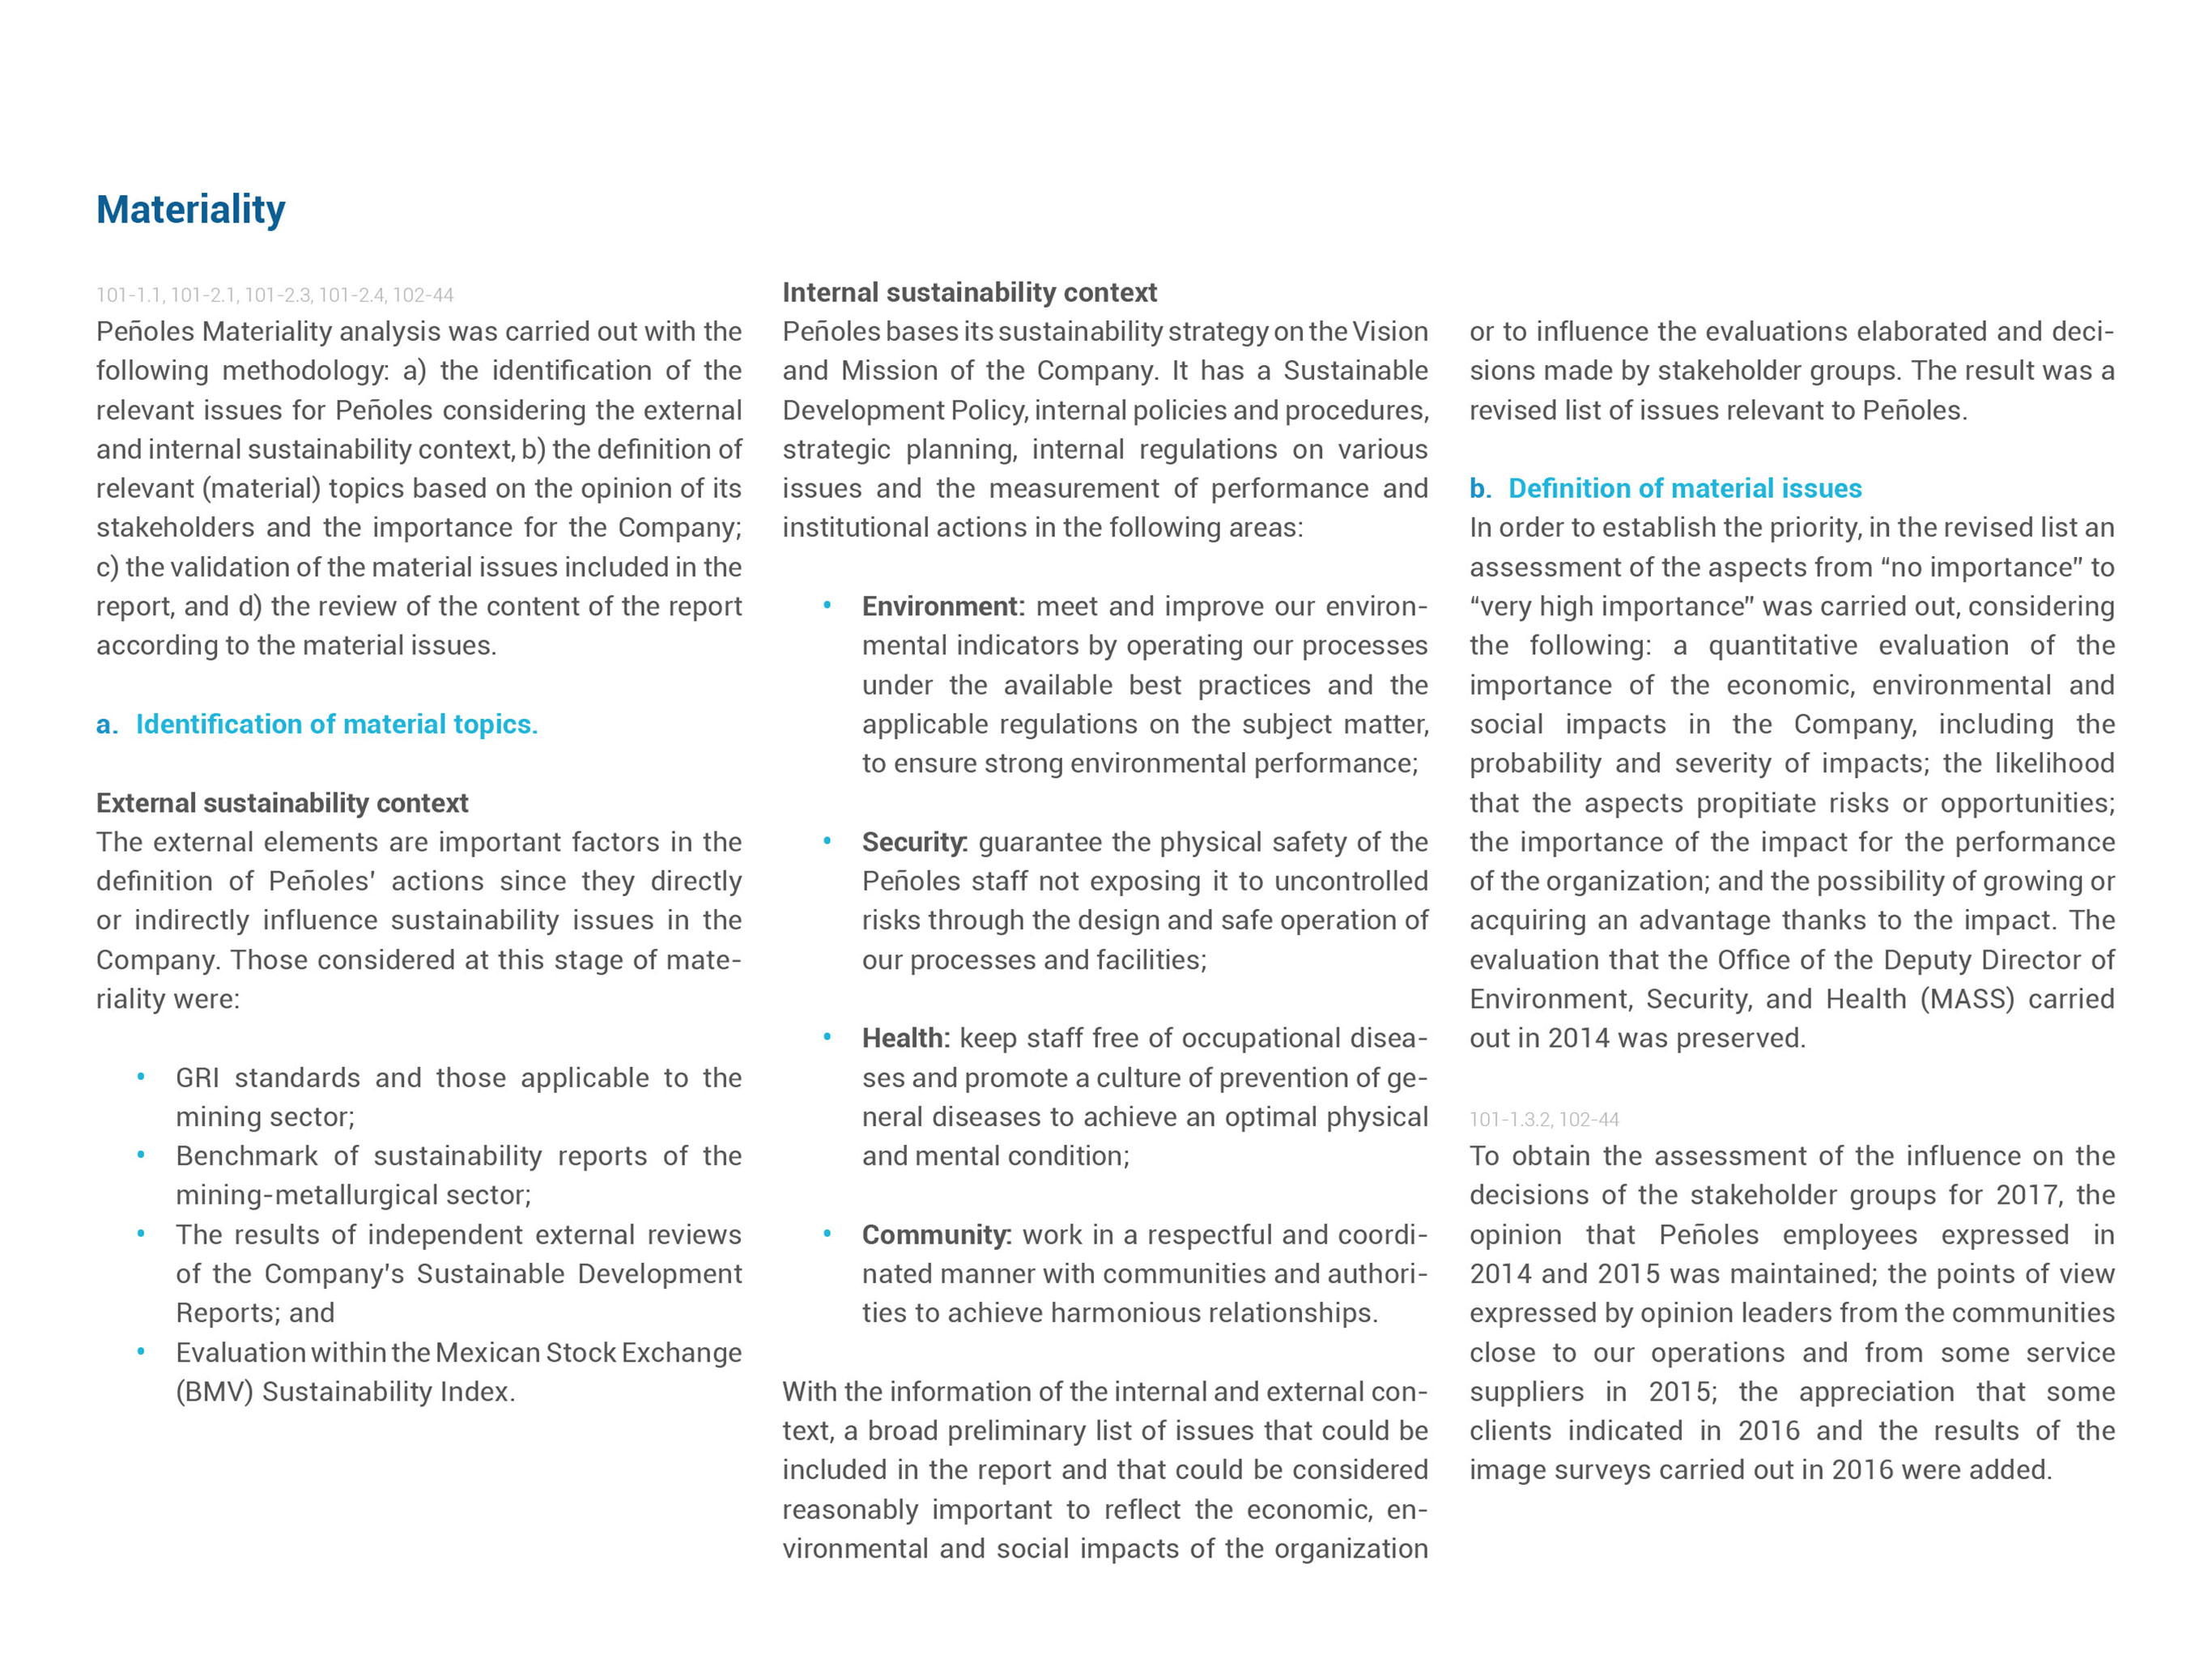 Materiality
101-1.1, 101-2.1, 101-2.3, 101-2.4, 102-44
Peñoles Materiality analysis was carried out with the
following methodology: a) the identification of the
relevant issues for Peñoles considering the external
and internal sustainability context, b) the definition of
relevant (material) topics based on the opinion of its
stakeholders and the importance for the Company;
c) the validation of the material issues included in the
report, and d) the review of the content of the report
according to the material issues.
a. Identification of material topics.
External sustainability context
The external elements are important factors in the
definition of Peñoles' actions since they directly
or indirectly influence sustainability issues in the
Company. Those considered at this stage of mate-
riality were:
• GRI standards and those applicable to the
mining sector;
• Benchmark of sustainability reports of the
mining-metallurgical sector;
• The results of independent external reviews
of the Company's Sustainable Development
Reports; and
• Evaluation within the Mexican Stock Exchange
(BMV) Sustainability Index.
Internal sustainability context
Peñoles bases its sustainability strategy on the Vision
and Mission of the Company. It has a Sustainable
Development Policy, internal policies and procedures,
strategic planning, internal regulations on various
issues and the measurement of performance and
institutional actions in the following areas:
• Environment: meet and improve our environ-
mental indicators by operating our processes
under the available best practices and the
applicable regulations on the subject matter,
to ensure strong environmental performance;
• Security: guarantee the physical safety of the
Peñoles staff not exposing it to uncontrolled
risks through the design and safe operation of
our processes and facilities;
• Health: keep staff free of occupational disea-
ses and promote a culture of prevention of ge-
neral diseases to achieve an optimal physical
and mental condition;
• Community: work in a respectful and coordi-
nated manner with communities and authori-
ties to achieve harmonious relationships.
With the information of the internal and external con-
text, a broad preliminary list of issues that could be
included in the report and that could be considered
reasonably important to reflect the economic, en-
vironmental and social impacts of the organization
or to influence the evaluations elaborated and deci-
sions made by stakeholder groups. The result was a
revised list of issues relevant to Peñoles.
b. Definition of material issues
In order to establish the priority, in the revised list an
assessment of the aspects from “no importance” to
“very high importance” was carried out, considering
the following: a quantitative evaluation of the
importance of the economic, environmental and
social impacts in the Company, including the
probability and severity of impacts; the likelihood
that the aspects propitiate risks or opportunities;
the importance of the impact for the performance
of the organization; and the possibility of growing or
acquiring an advantage thanks to the impact. The
evaluation that the Office of the Deputy Director of
Environment, Security, and Health (MASS) carried
out in 2014 was preserved.
101-1.3.2, 102-44
To obtain the assessment of the influence on the
decisions of the stakeholder groups for 2017, the
opinion that Peñoles employees expressed in
2014 and 2015 was maintained; the points of view
expressed by opinion leaders from the communities
close to our operations and from some service
suppliers in 2015; the appreciation that some
clients indicated in 2016 and the results of the
image surveys carried out in 2016 were added.